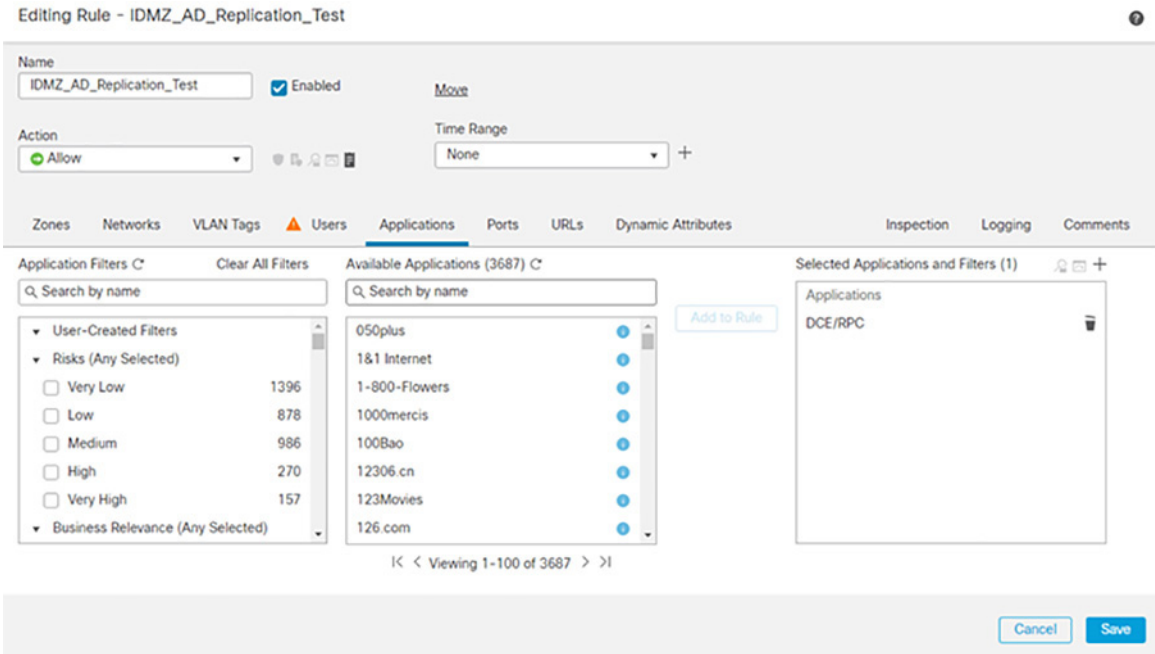 Editing Rule - IDMZ_AD_Replication_Test
Name
IDMZ_AD_Replication_Test
Enabled
Move
Action
Allow
Time Range
None
Zones Networks VLAN Tags Users Applications Ports URLs Dynamic Attributes Inspection Logging Comments
Application Filters Clear All Filters
Search by name
User-Created Filters
Risks (Any Selected)
Very Low 1396
Low 878
Medium 986
High 270
Very High 157
Business Relevance (Any Selected)
Available Applications (3687)
Search by name
050plus
1&1 Internet
1-800-Flowers
1000mercis
100Bao
12306.cn
123Movies
126.com
Viewing 1-100 of 3687
Add to Rule
Selected Applications and Filters (1)
Applications
DCE/RPC
Cancel Save